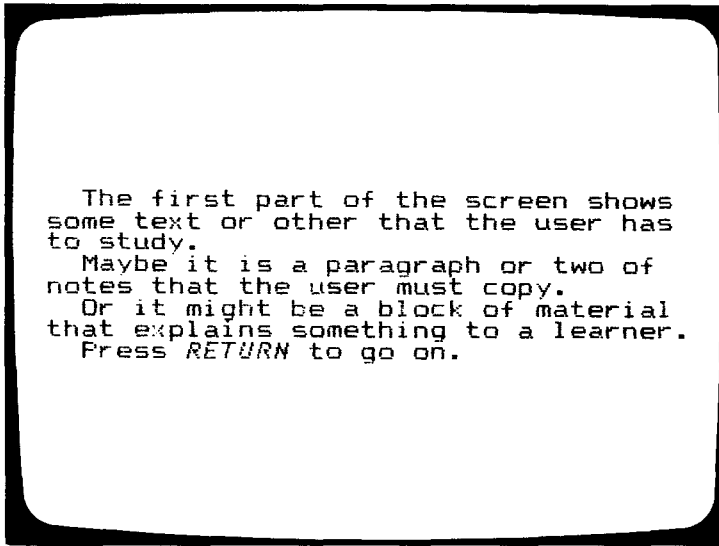 The first part of the screen shows
some text or other that the user has
to study.
Maybe it is a paragraph or two of
notes that the user must copy.
Or it might be a block of material
that explains something to a learner.
Press RETURN to go on.